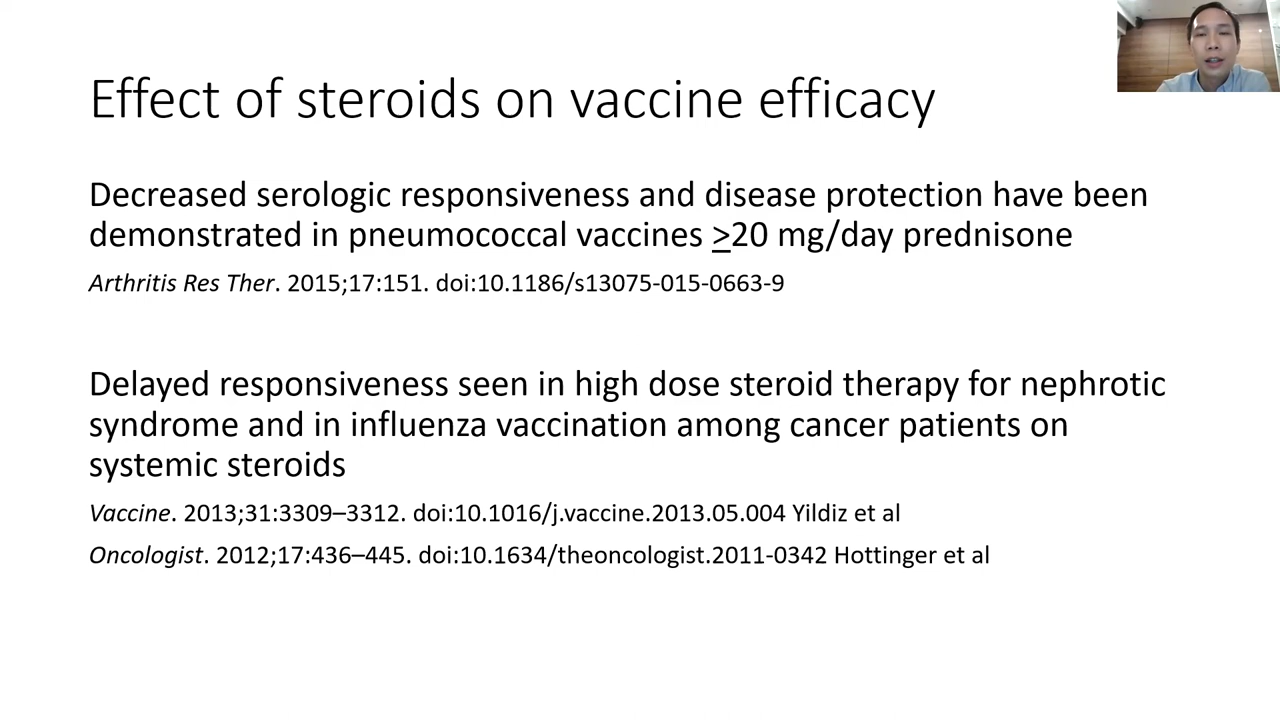 Effect of steroids on vaccine efficacy
Decreased serologic responsiveness and disease protection have been
demonstrated in pneumococcal vaccines >20 mg/day prednisone
Arthritis Res Ther. 2015;17:151. doi:10.1186/s13075-015-0663-9
Delayed responsiveness seen in high dose steroid therapy for nephrotic
syndrome and in influenza vaccination among cancer patients on
systemic steroids
Vaccine. 2013;31:3309–3312. doi:10.1016/j.vaccine.2013.05.004 Yildiz et al
Oncologist. 2012;17:436–445. doi:10.1634/theoncologist.2011-0342 Hottinger et al